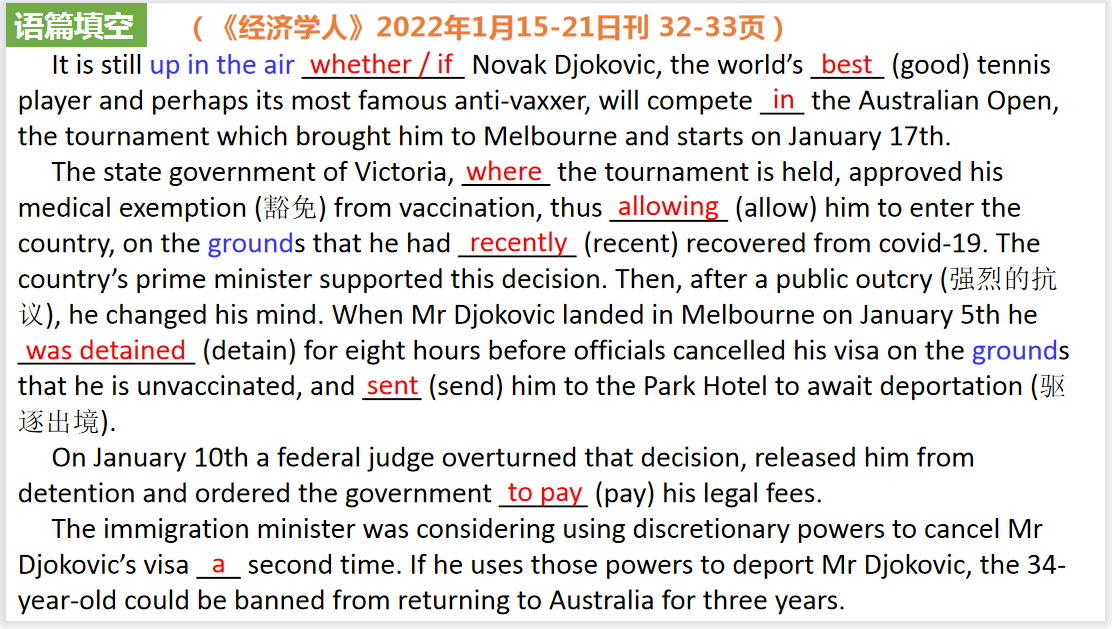 语篇填空 (《经济学人》2022年1月15-21日刊 32-33页)
It is still up in the air whether / if Novak Djokovic, the world's best (good) tennis
player and perhaps its most famous anti-vaxxer, will compete in the Australian Open,
the tournament which brought him to Melbourne and starts on January 17th.
The state government of Victoria, where the tournament is held, approved his
medical exemption (豁免) from vaccination, thus allowing (allow) him to enter the
country, on the grounds that he had recently (recent) recovered from covid-19. The
country's prime minister supported this decision. Then, after a public outcry (强烈的抗
议), he changed his mind. When Mr Djokovic landed in Melbourne on January 5th he
was detained (detain) for eight hours before officials cancelled his visa on the grounds
that he is unvaccinated, and sent (send) him to the Park Hotel to await deportation (驱
逐出境).
On January 10th a federal judge overturned that decision, released him from
detention and ordered the government to pay (pay) his legal fees.
The immigration minister was considering using discretionary powers to cancel Mr
Djokovic's visa a second time. If he uses those powers to deport Mr Djokovic, the 34-
year-old could be banned from returning to Australia for three years.